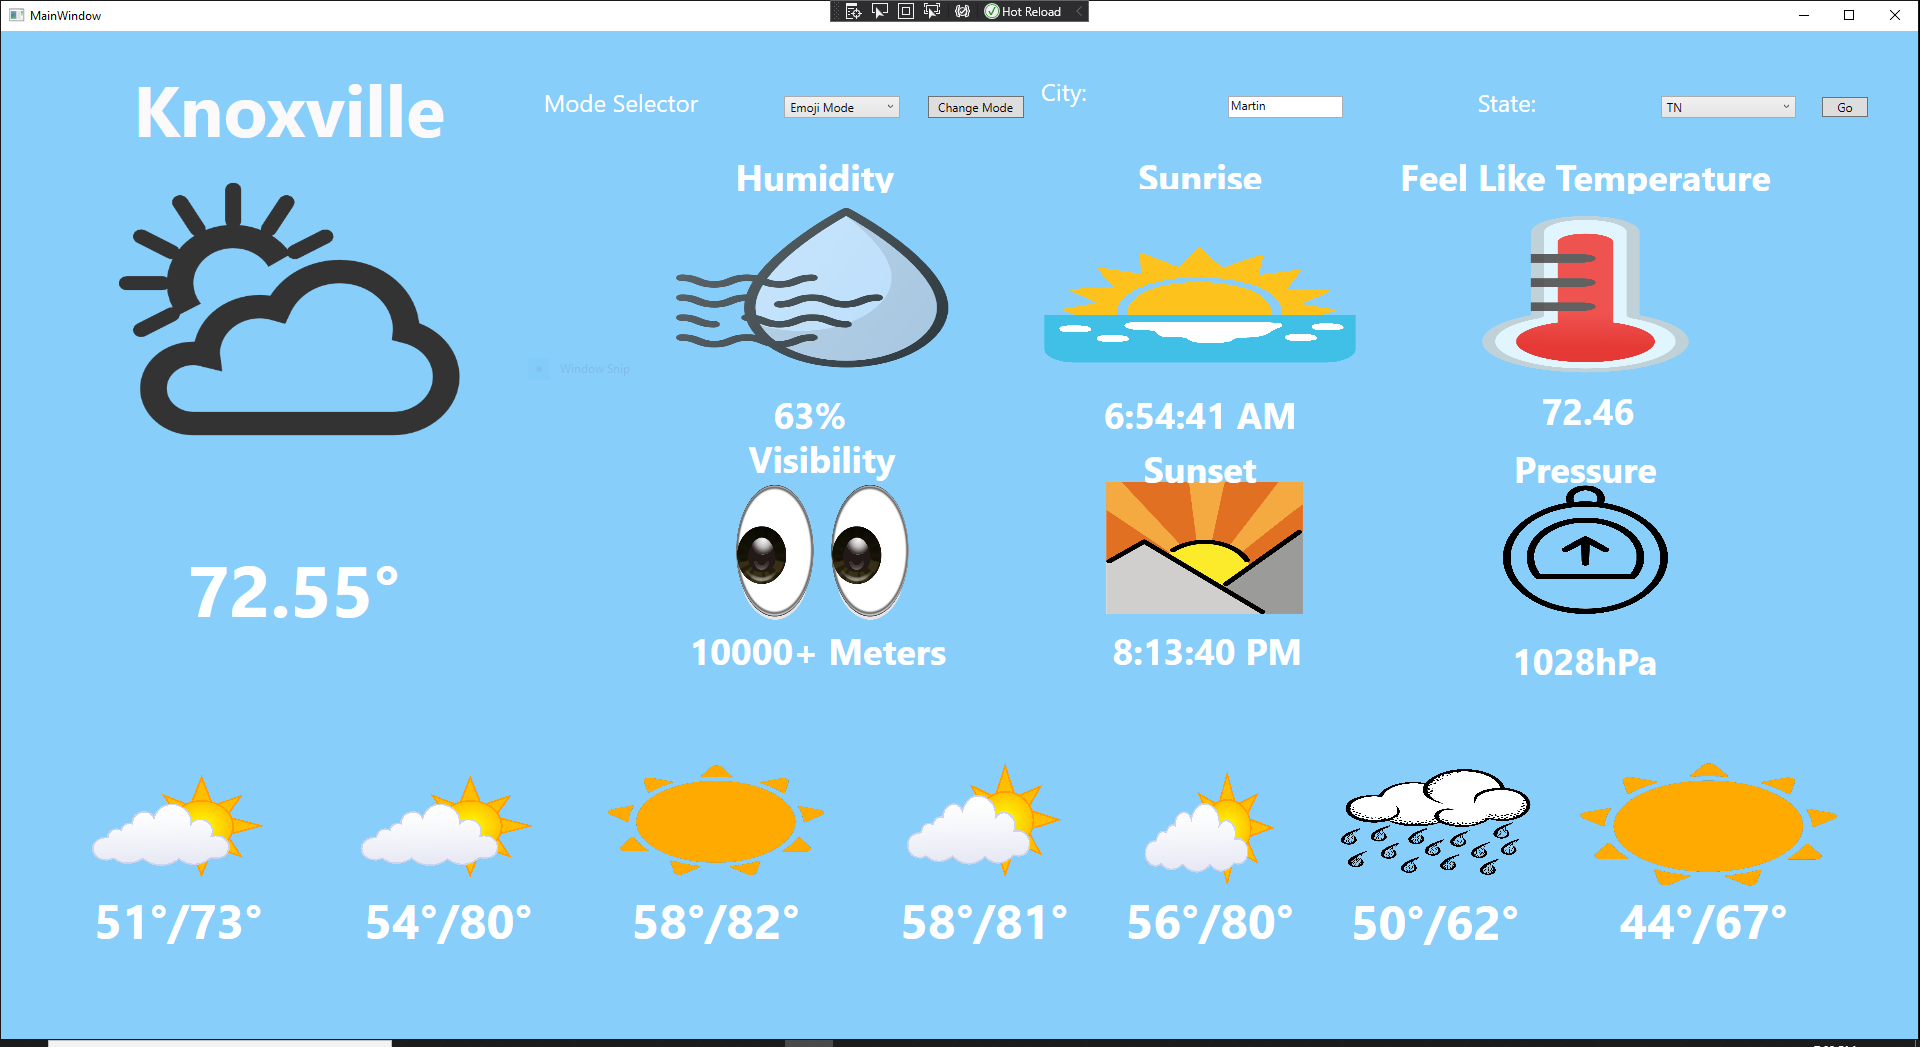 MainWindow
Hot Reload
Knoxville
Mode Selector
Emoji Mode
Change Mode
City:
Martin
State:
TN
Go
Humidity
Sunrise
Feel Like Temperature
Window Snip
63%
6:54:41 AM
72.46
Visibility
Sunset
Pressure
72.55°
10000+ Meters
8:13:40 PM
1028hPa
51°/73°
54°/80°
58°/82°
58°/81°
56°/80°
50°/62°
44°/67°